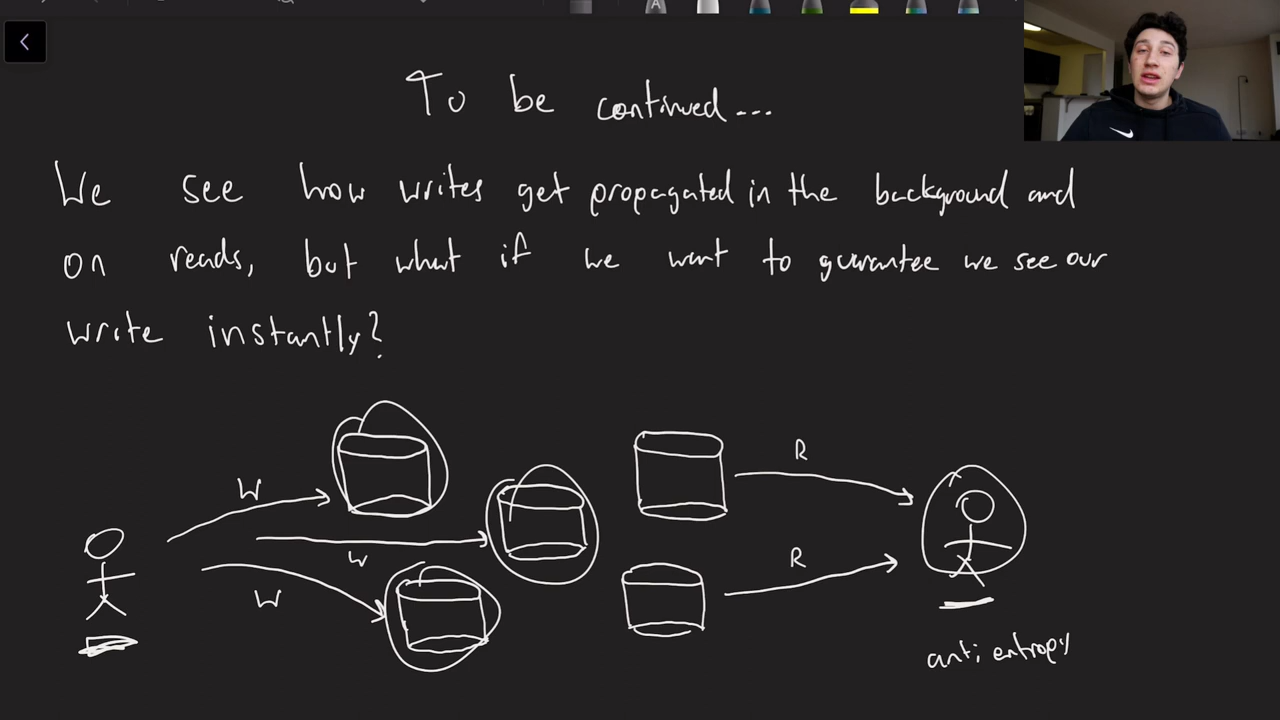 To be continued...
We see how writes get propagated in the background and
on reads, but what if we want to guarantee we see our
write instantly?
W
W
W
R
R
anti entropy